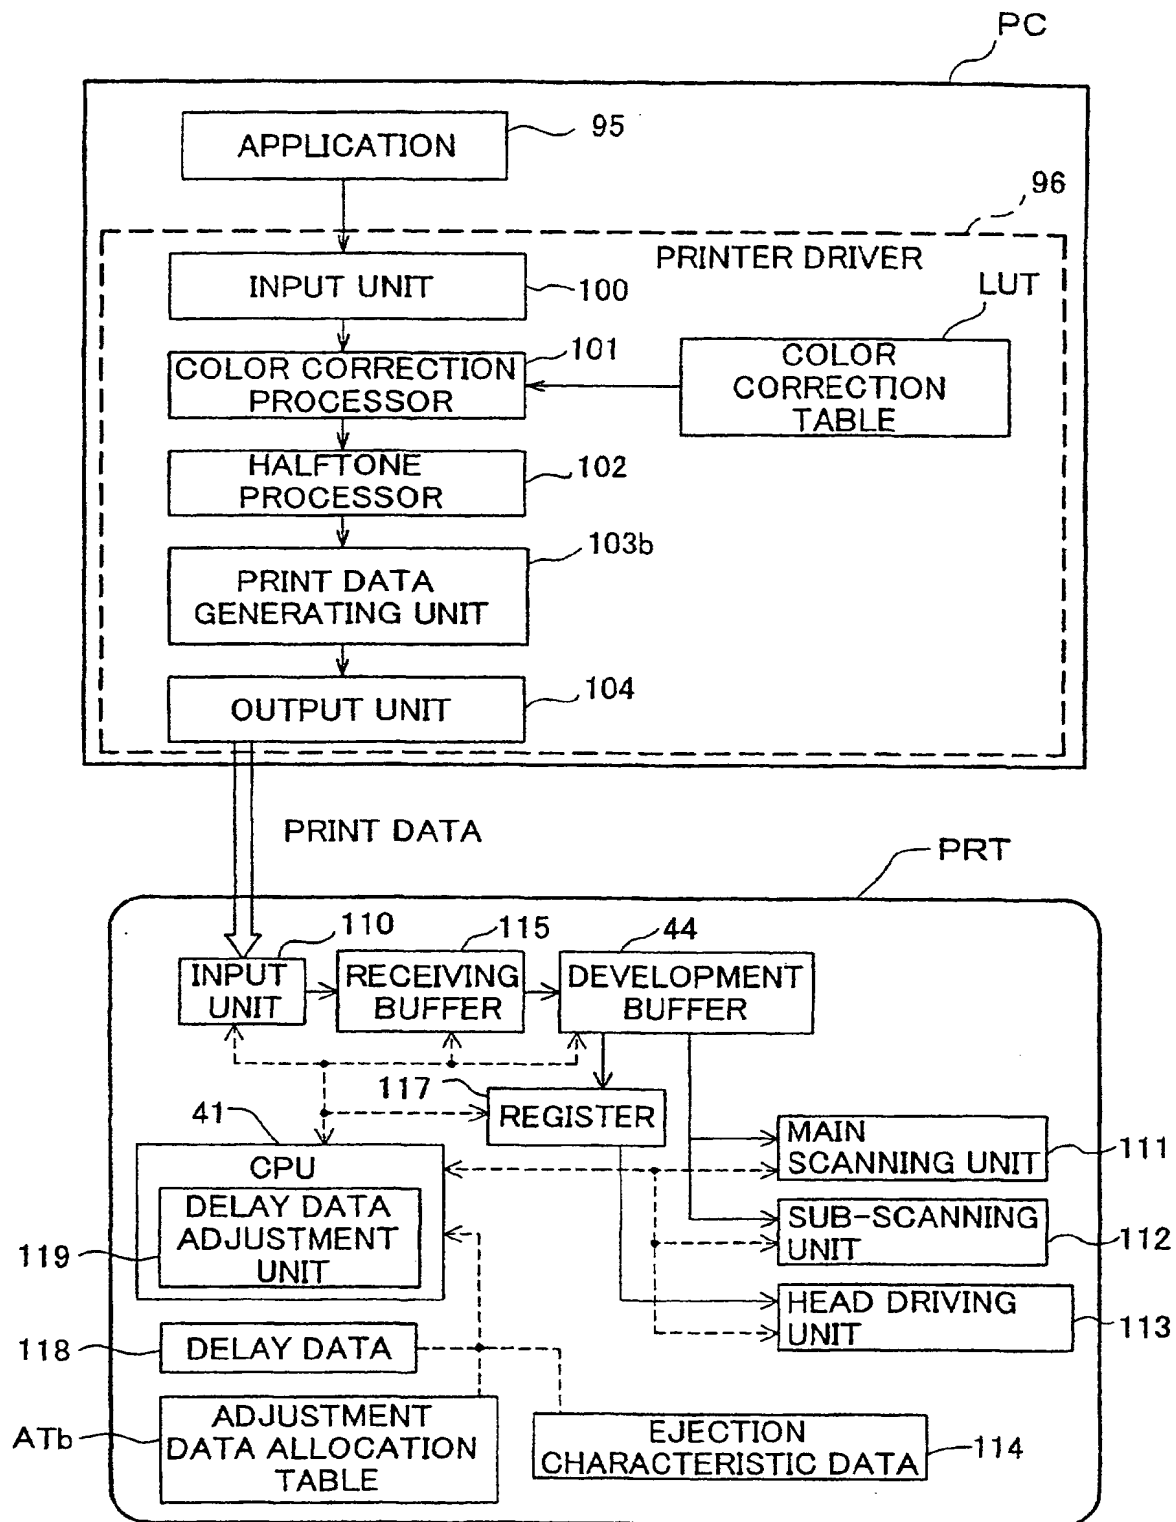 PC
APPLICATION
95
96
PRINTER DRIVER
INPUT UNIT
100
LUT
COLOR CORRECTION
PROCESSOR
101
COLOR
CORRECTION
TABLE
HALFTONE
PROCESSOR
102
PRINT DATA
GENERATING UNIT
103b
OUTPUT UNIT
104
PRINT DATA
PRT
110
115
44
INPUT
UNIT
RECEIVING
BUFFER
DEVELOPMENT
BUFFER
117
REGISTER
41
CPU
DELAY DATA
ADJUSTMENT
UNIT
119
MAIN
SCANNING UNIT
111
SUB-SCANNING
UNIT
112
HEAD DRIVING
UNIT
113
118
DELAY DATA
ATb
ADJUSTMENT
DATA ALLOCATION
TABLE
EJECTION
CHARACTERISTIC DATA
114